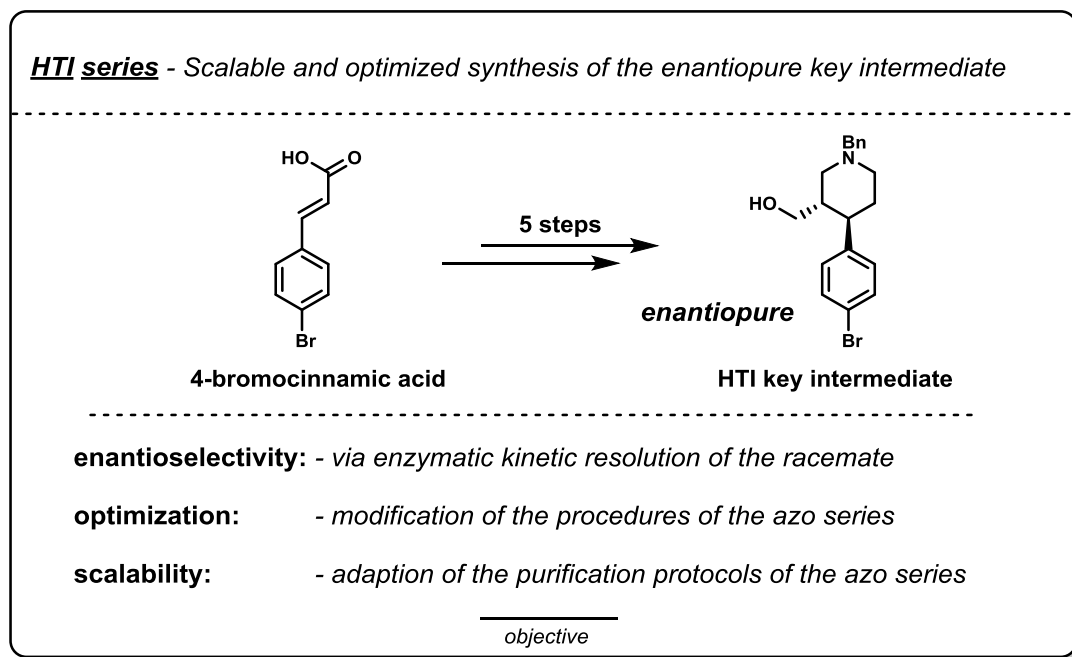 HTI series - Scalable and optimized synthesis of the enantiopure key intermediate
HO
O
Br
4-bromocinnamic acid
5 steps
enantiopure
Bn
N
HO
Br
HTI key intermediate
enantioselectivity: - via enzymatic kinetic resolution of the racemate
optimization: - modification of the procedures of the azo series
scalability: - adaption of the purification protocols of the azo series
objective